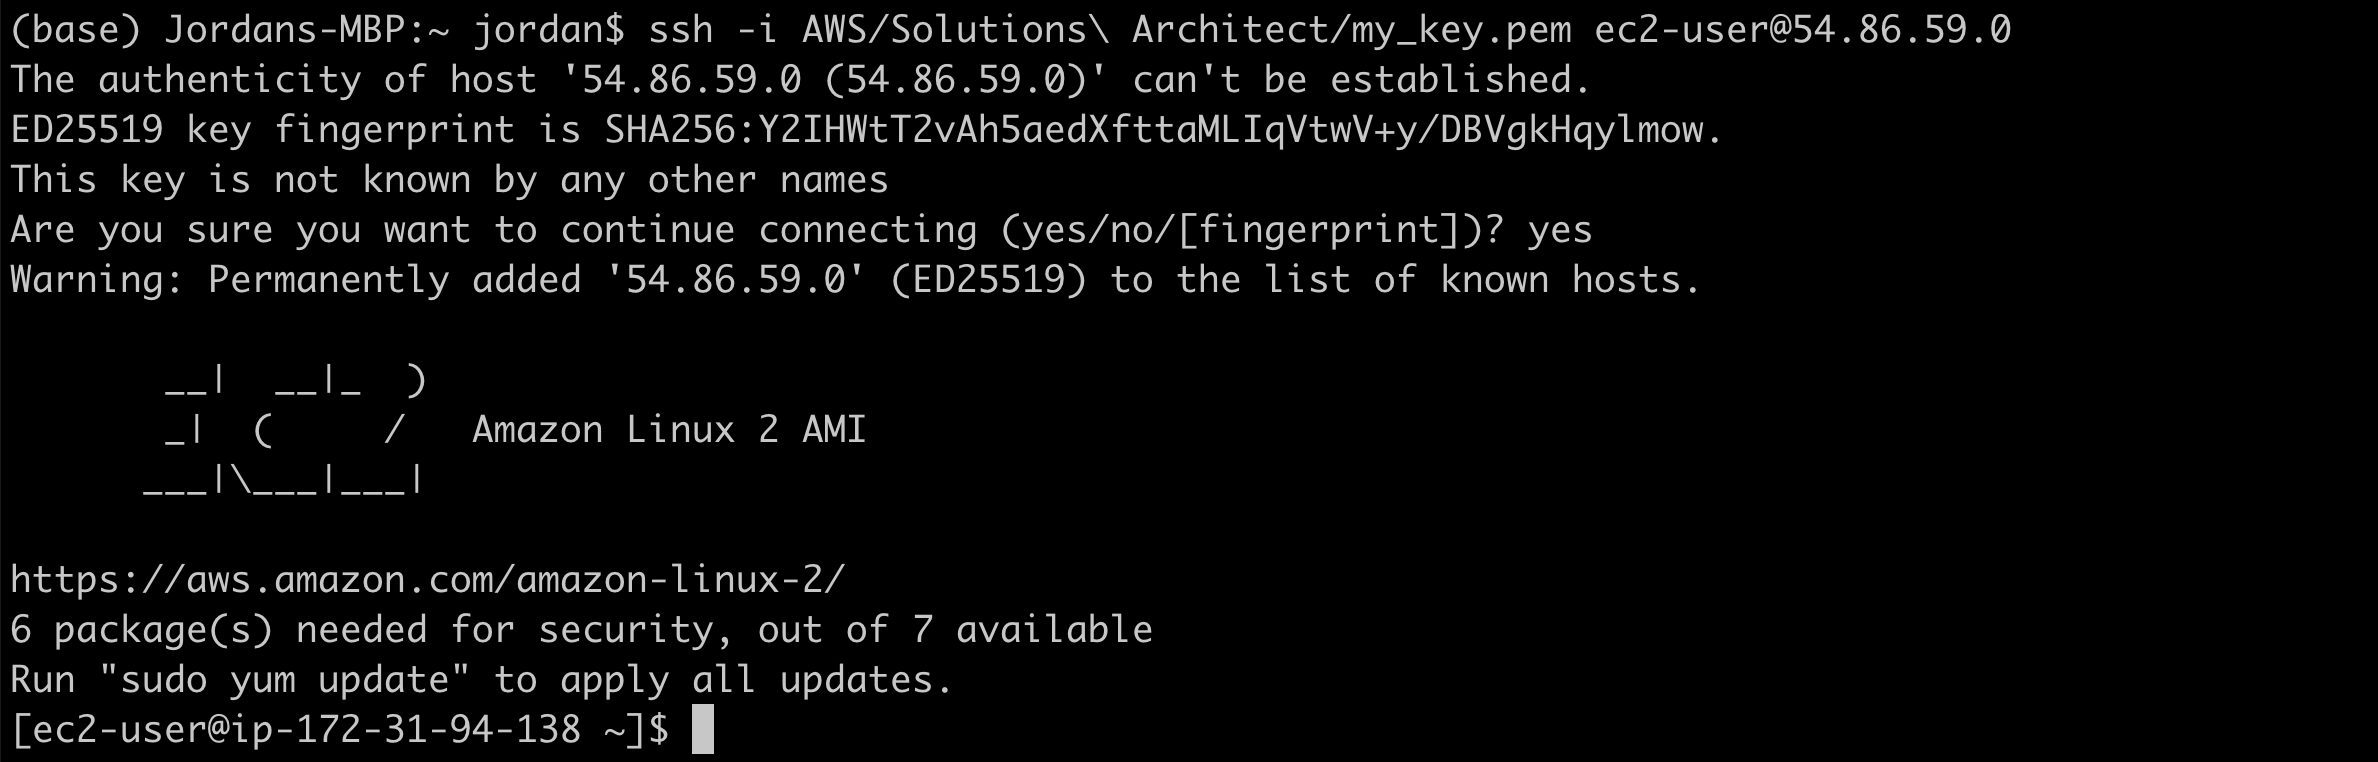 (base) Jordans-MBP:~ jordan$ ssh -i AWS/Solutions\ Architect/my_key.pem ec2-user@54.86.59.0
The authenticity of host '54.86.59.0 (54.86.59.0)' can't be established.
ED25519 key fingerprint is SHA256:Y2IHWtT2vAh5aedXfttaMLIqVtwV+y/DBVgkHqylmow.
This key is not known by any other names
Are you sure you want to continue connecting (yes/no/[fingerprint])? yes
Warning: Permanently added '54.86.59.0' (ED25519) to the list of known hosts.

       __|  __|_  )
       _|  (     /   Amazon Linux 2 AMI
      ___|\___|___|

https://aws.amazon.com/amazon-linux-2/
6 package(s) needed for security, out of 7 available
Run "sudo yum update" to apply all updates.
[ec2-user@ip-172-31-94-138 ~]$